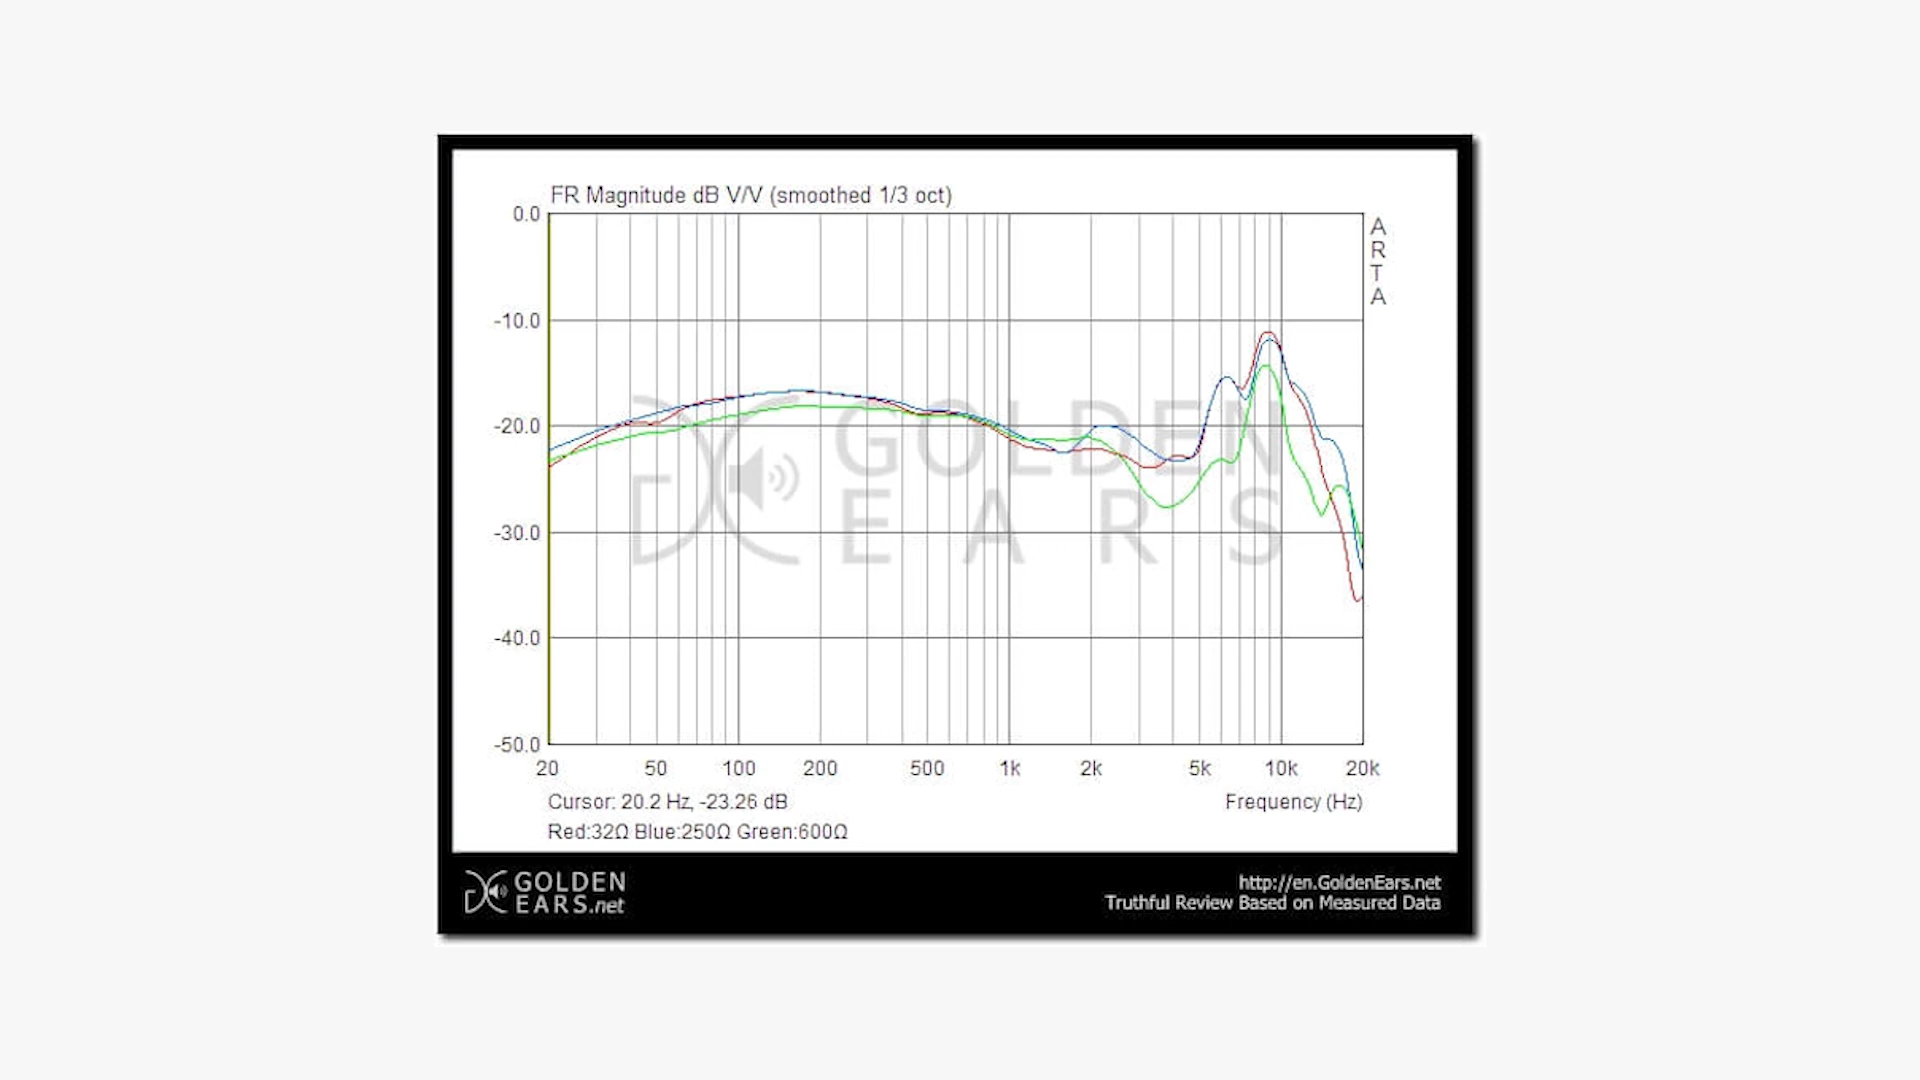 FR Magnitude dB V/V (smoothed 1/3 oct)
0.0
-10.0
-20.0
-30.0
-40.0
-50.0
A
R
T
A
GOLDEN
EARS
20 50 100 200 500 1k 2k 5k 10k 20k
Cursor: 20.2 Hz, -23.26 dB
Frequency (Hz)
Red:32Ω Blue:250Ω Green:600Ω
GOLDEN
EARS.net
http://en.GoldenEars.net
Truthful Review Based on Measured Data